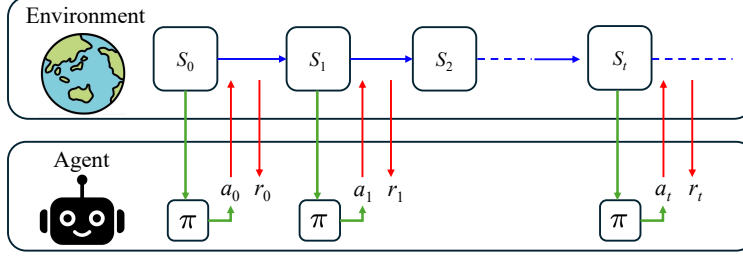 Environment
S0 S1 S2 St
Agent
a0 r0 a1 r1 at rt
π π π